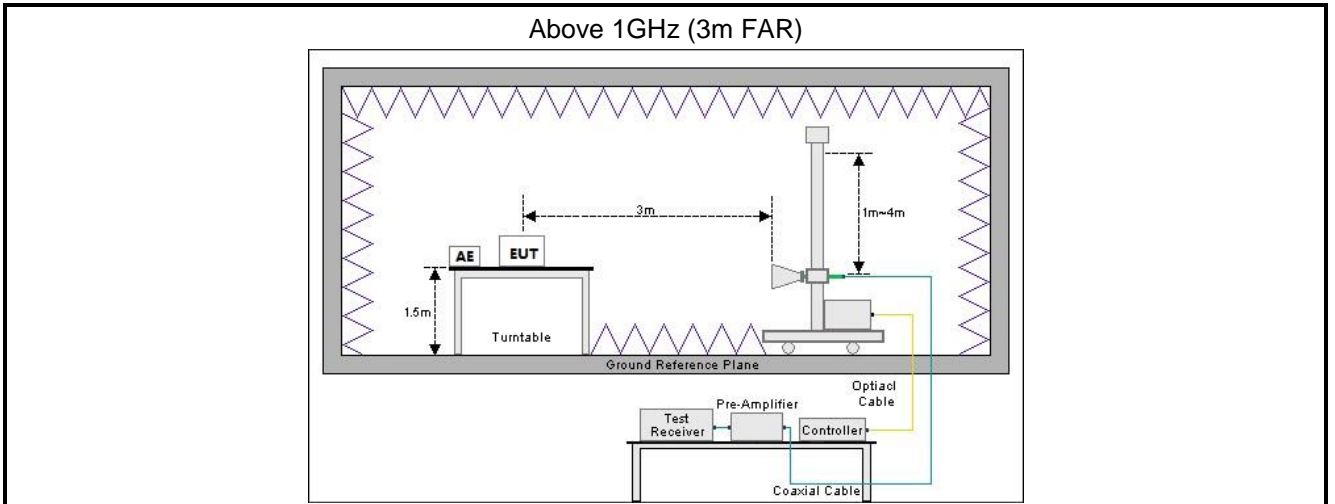 Above 1GHz (3m FAR)
3m
1m~4m
AE
EUT
1.5m
Turntable
Ground Reference Plane
Optiacl
Cable
Pre-Amplifier
Test
Receiver
Controller
Coaxial Cable